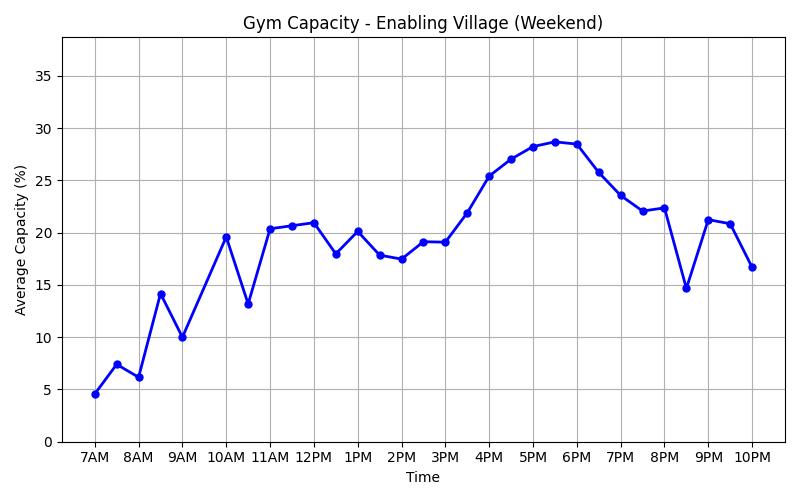 Gym Capacity - Enabling Village (Weekend)
35
30
25
20
15
10
5
0
Average Capacity (%)
7AM 8AM 9AM 10AM 11AM 12PM 1PM 2PM 3PM 4PM 5PM 6PM 7PM 8PM 9PM 10PM
Time